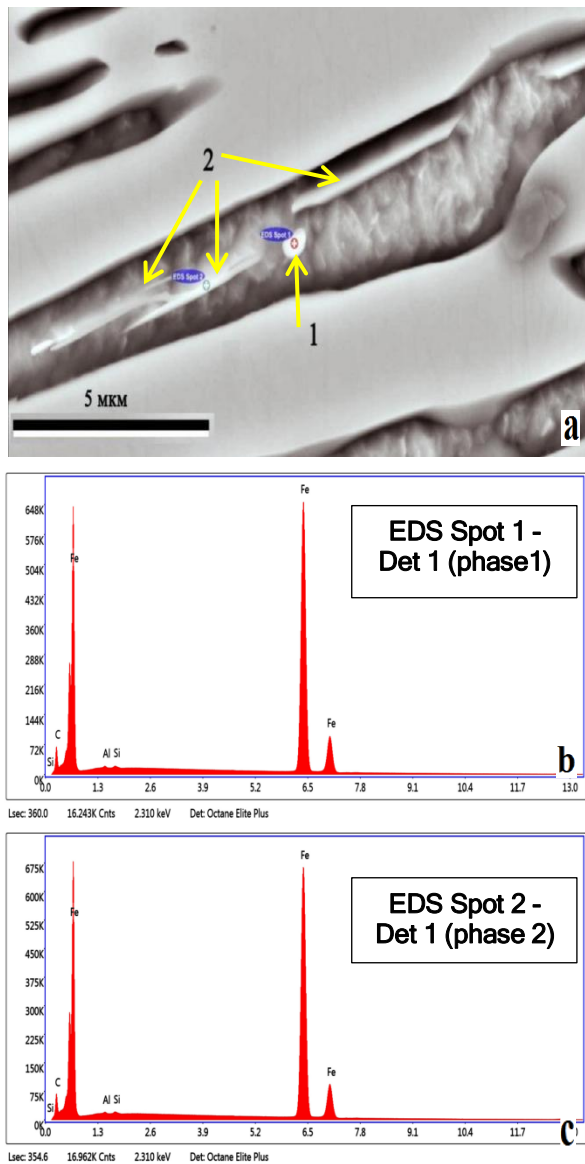 2
EDS Spot 1
EDS Spot 2
1
5 мкм
a
648K
576K
504K
432K
360K
288K
216K
144K
72K
0K
Fe
Fe
Fe
C
Si
Al Si
EDS Spot 1 -
Det 1 (phase1)
0.0 1.3 2.6 3.9 5.2 6.5 7.8 9.1 10.4 11.7 13.0
b
Lsec: 360.0 16.243K Cnts 2.310 keV Det: Octane Elite Plus
675K
600K
525K
450K
375K
300K
225K
150K
75K
0K
Fe
Fe
Fe
C
Si
Al Si
EDS Spot 2 -
Det 1 (phase 2)
0.0 1.3 2.6 3.9 5.2 6.5 7.8 9.1 10.4 11.7 13.0
c
Lsec: 354.6 16.962K Cnts 2.310 keV Det: Octane Elite Plus